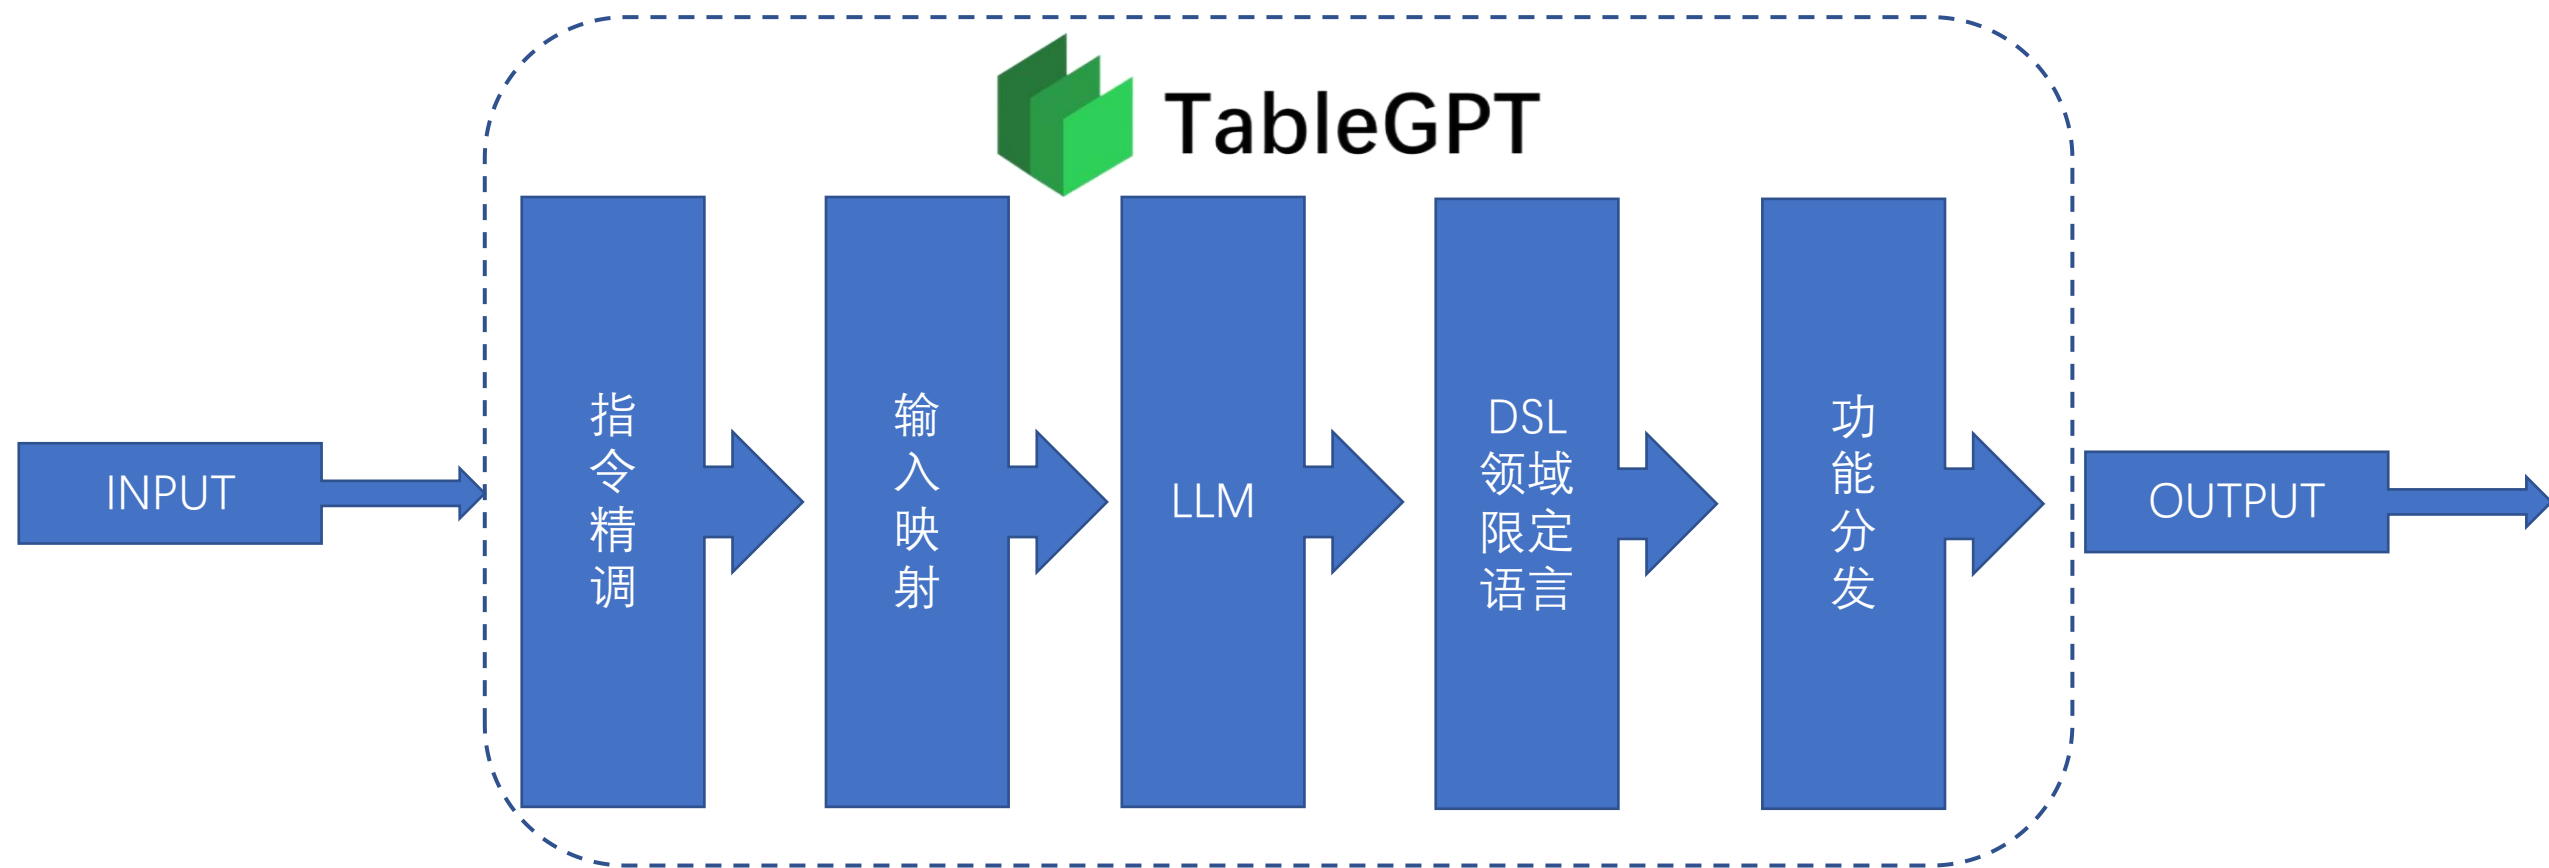 TableGPT
INPUT
指
令
精
调
输
入
映
射
LLM
DSL
领域
限定
语言
功
能
分
发
OUTPUT